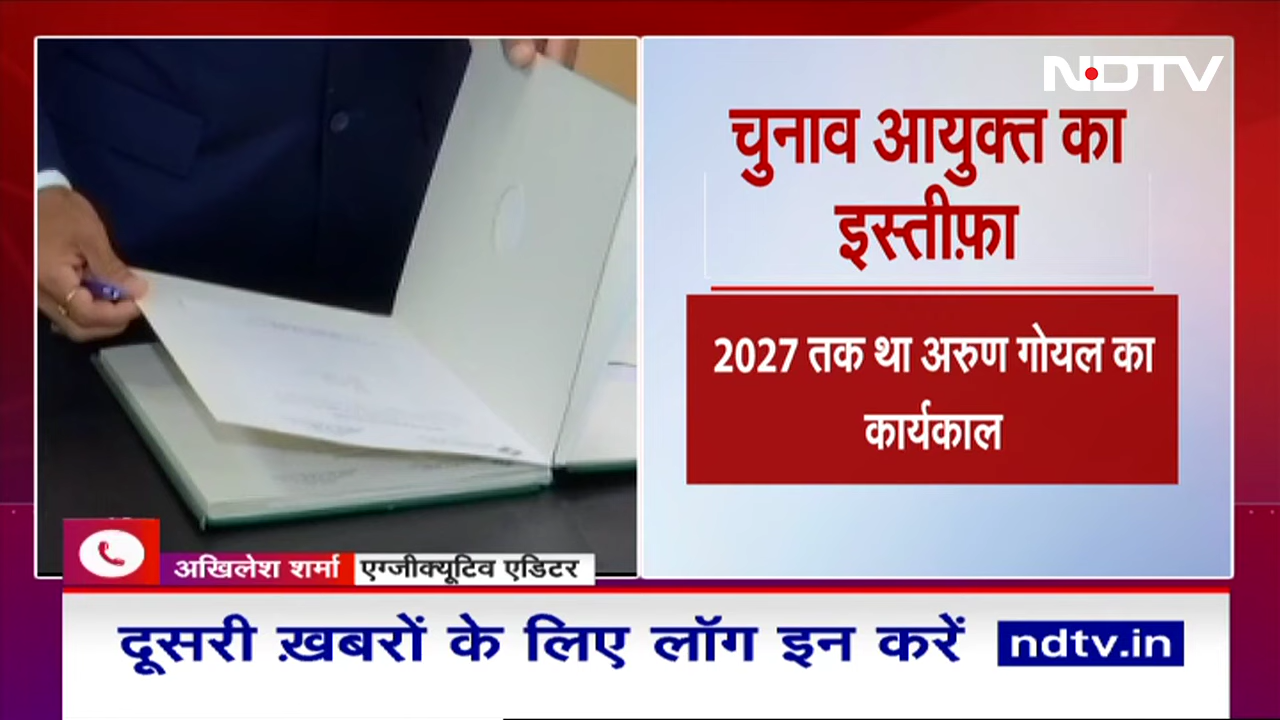 NDTV
चुनाव आयुक्त का
इस्तीफ़ा
2027 तक था अरुण गोयल का
कार्यकाल
अखिलेश शर्मा एग्जीक्यूटिव एडिटर
दूसरी ख़बरों के लिए लॉग इन करें ndtv.in